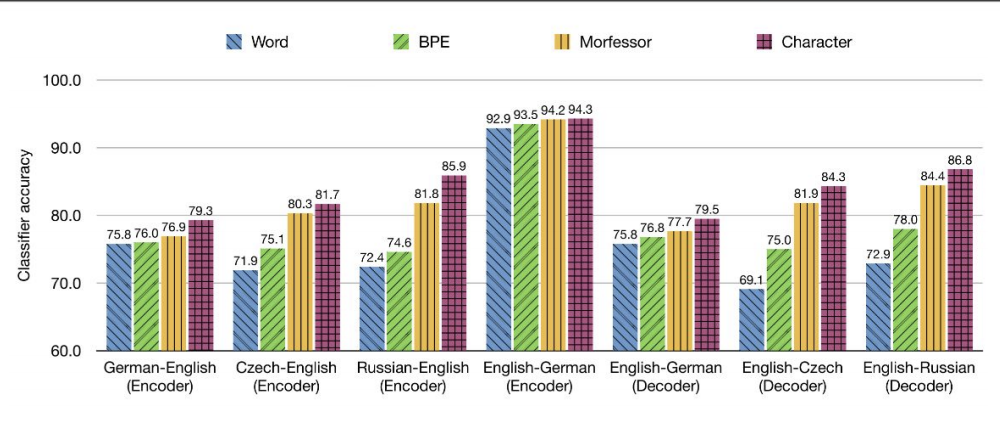 Word BPE Morfessor Character
Classifier accuracy
100.0
90.0
80.0
70.0
60.0
75.8 76.0 76.9 79.3
71.9 75.1 80.3 81.7
72.4 74.6 81.8 85.9
92.9 93.5 94.2 94.3
75.8 76.8 77.7 79.5
69.1 75.0 81.9 84.3
72.9 78.0 84.4 86.8
German-English Czech-English Russian-English English-German English-German English-Czech English-Russian
(Encoder) (Encoder) (Encoder) (Encoder) (Decoder) (Decoder) (Decoder)